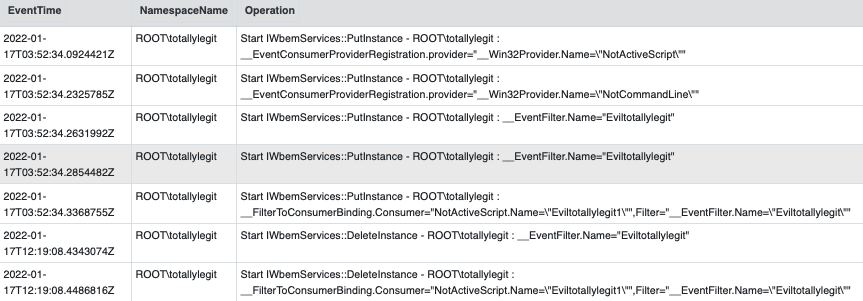 EventTime NamespaceName Operation
2022-01- ROOT\totallylegit Start IWbemServices::PutInstance - ROOT\totallylegit :
17T03:52:34.0924421Z __EventConsumerProviderRegistration.provider="__Win32Provider.Name=\"NotActiveScript\""
2022-01- ROOT\totallylegit Start IWbemServices::PutInstance - ROOT\totallylegit :
17T03:52:34.2325785Z __EventConsumerProviderRegistration.provider="__Win32Provider.Name=\"NotCommandLine\""
2022-01- ROOT\totallylegit Start IWbemServices::PutInstance - ROOT\totallylegit : __EventFilter.Name="Eviltotallylegit"
17T03:52:34.2631992Z
2022-01- ROOT\totallylegit Start IWbemServices::PutInstance - ROOT\totallylegit : __EventFilter.Name="Eviltotallylegit"
17T03:52:34.2854482Z
2022-01- ROOT\totallylegit Start IWbemServices::PutInstance - ROOT\totallylegit :
17T03:52:34.3368755Z __FilterToConsumerBinding.Consumer="NotActiveScript.Name=\"Eviltotallylegit1\"",Filter="__EventFilter.Name=\"Eviltotallylegit\""
2022-01- ROOT\totallylegit Start IWbemServices::DeleteInstance - ROOT\totallylegit : __EventFilter.Name="Eviltotallylegit"
17T12:19:08.4343074Z
2022-01- ROOT\totallylegit Start IWbemServices::DeleteInstance - ROOT\totallylegit :
17T12:19:08.4486816Z __FilterToConsumerBinding.Consumer="NotActiveScript.Name=\"Eviltotallylegit1\"",Filter="__EventFilter.Name=\"Eviltotallylegit\""